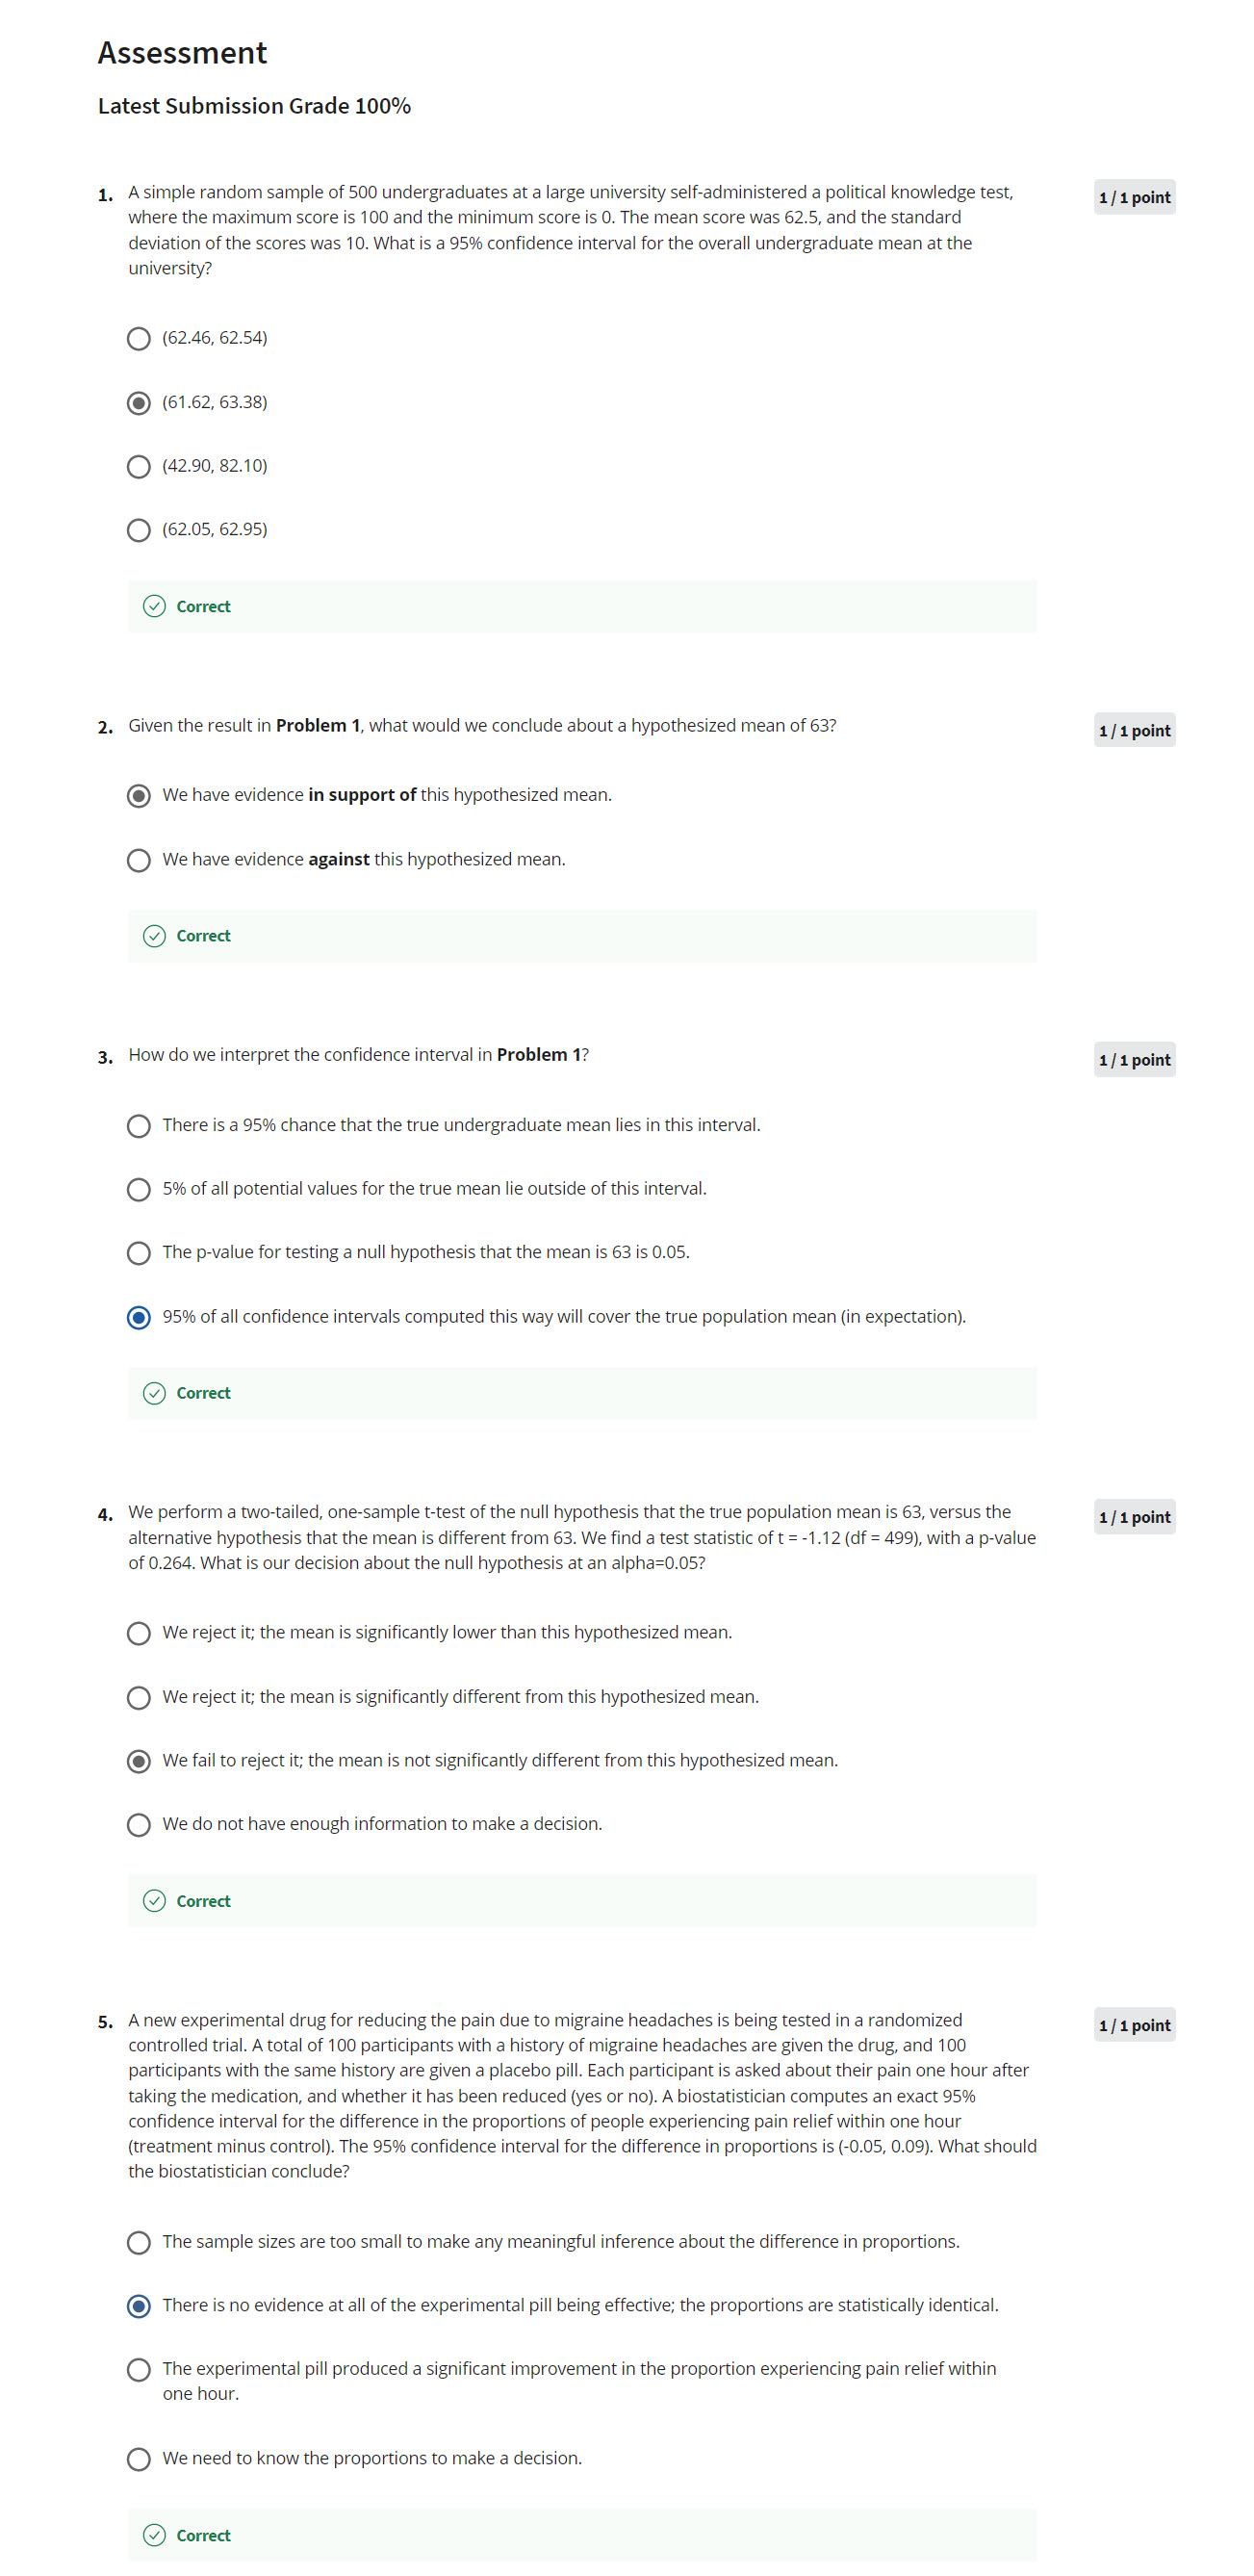 Assessment
Latest Submission Grade 100%
1. A simple random sample of 500 undergraduates at a large university self-administered a political knowledge test, 1 / 1 point
where the maximum score is 100 and the minimum score is 0. The mean score was 62.5, and the standard
deviation of the scores was 10. What is a 95% confidence interval for the overall undergraduate mean at the
university?
(62.46, 62.54)
(61.62, 63.38)
(42.90, 82.10)
(62.05, 62.95)
Correct
2. Given the result in Problem 1, what would we conclude about a hypothesized mean of 63? 1 / 1 point
We have evidence in support of this hypothesized mean.
We have evidence against this hypothesized mean.
Correct
3. How do we interpret the confidence interval in Problem 1? 1 / 1 point
There is a 95% chance that the true undergraduate mean lies in this interval.
5% of all potential values for the true mean lie outside of this interval.
The p-value for testing a null hypothesis that the mean is 63 is 0.05.
95% of all confidence intervals computed this way will cover the true population mean (in expectation).
Correct
4. We perform a two-tailed, one-sample t-test of the null hypothesis that the true population mean is 63, versus the 1 / 1 point
alternative hypothesis that the mean is different from 63. We find a test statistic of t = -1.12 (df = 499), with a p-value
of 0.264. What is our decision about the null hypothesis at an alpha=0.05?
We reject it; the mean is significantly lower than this hypothesized mean.
We reject it; the mean is significantly different from this hypothesized mean.
We fail to reject it; the mean is not significantly different from this hypothesized mean.
We do not have enough information to make a decision.
Correct
5. A new experimental drug for reducing the pain due to migraine headaches is being tested in a randomized 1 / 1 point
controlled trial. A total of 100 participants with a history of migraine headaches are given the drug, and 100
participants with the same history are given a placebo pill. Each participant is asked about their pain one hour after
taking the medication, and whether it has been reduced (yes or no). A biostatistician computes an exact 95%
confidence interval for the difference in the proportions of people experiencing pain relief within one hour
(treatment minus control). The 95% confidence interval for the difference in proportions is (-0.05, 0.09). What should
the biostatistician conclude?
The sample sizes are too small to make any meaningful inference about the difference in proportions.
There is no evidence at all of the experimental pill being effective; the proportions are statistically identical.
The experimental pill produced a significant improvement in the proportion experiencing pain relief within
one hour.
We need to know the proportions to make a decision.
Correct